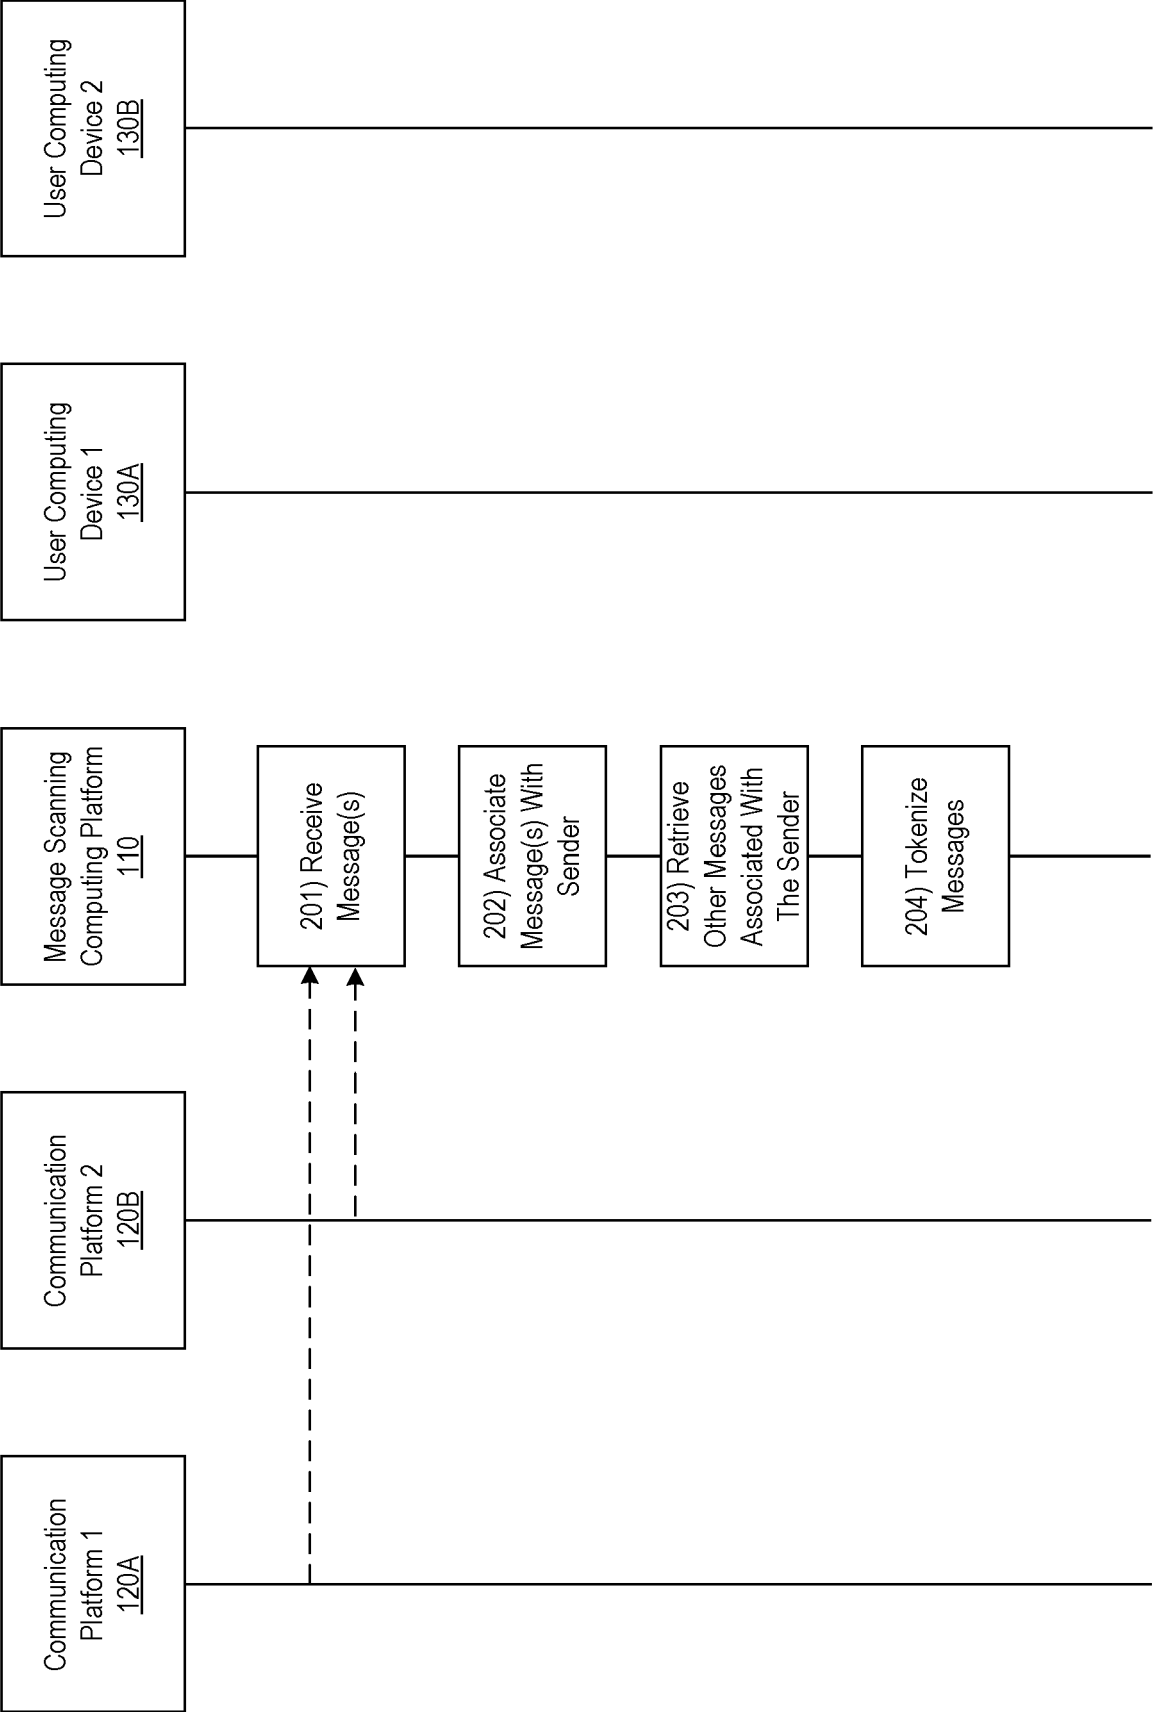 Communication
Platform 1
120A
Communication
Platform 2
120B
Message Scanning
Computing Platform
110
User Computing
Device 1
130A
User Computing
Device 2
130B
201) Receive
Message(s)
202) Associate
Message(s) With
Sender
203) Retrieve
Other Messages
Associated With
The Sender
204) Tokenize
Messages